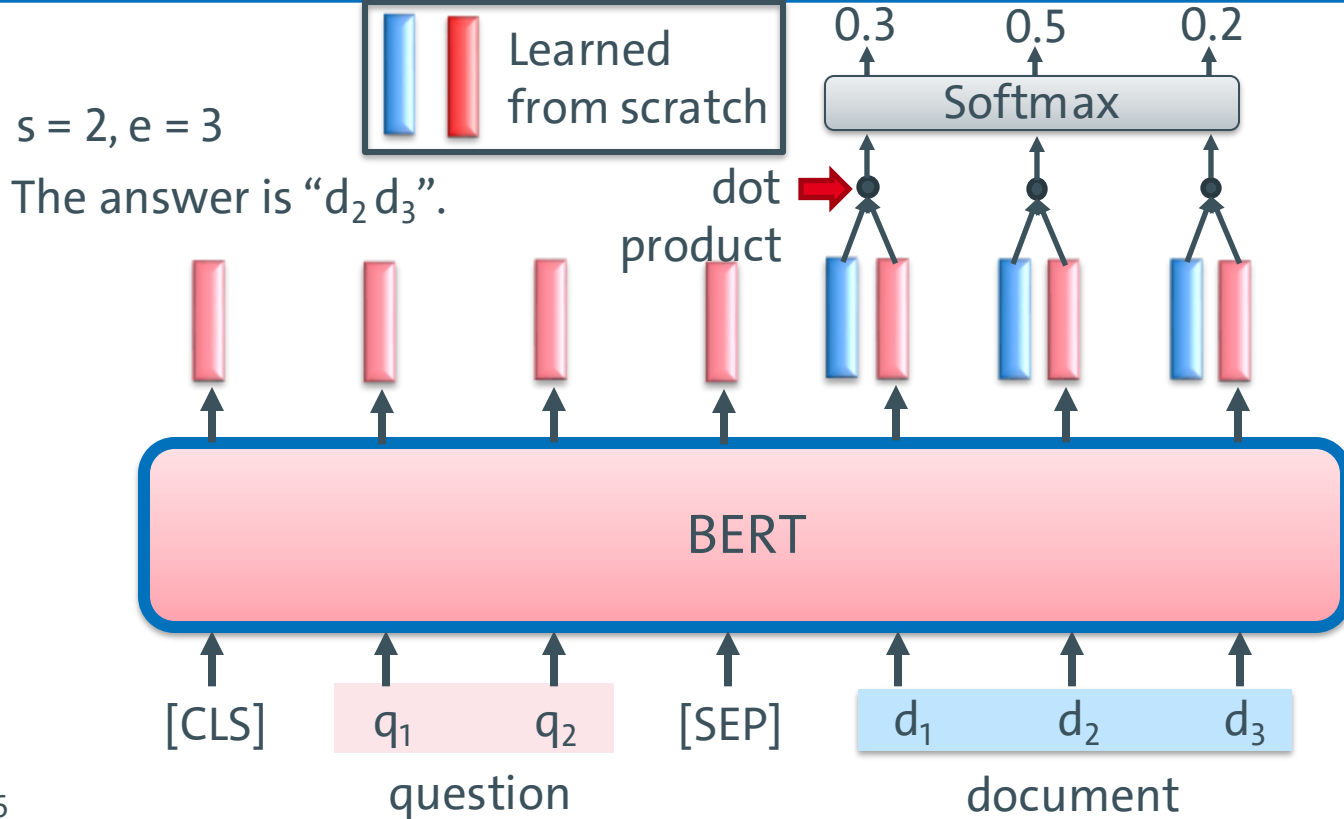 0.3 0.5 0.2
Learned
from scratch
Softmax
s = 2, e = 3
The answer is “d₂ d₃”.
dot
product
BERT
[CLS] q₁ q₂ [SEP] d₁ d₂ d₃
question document